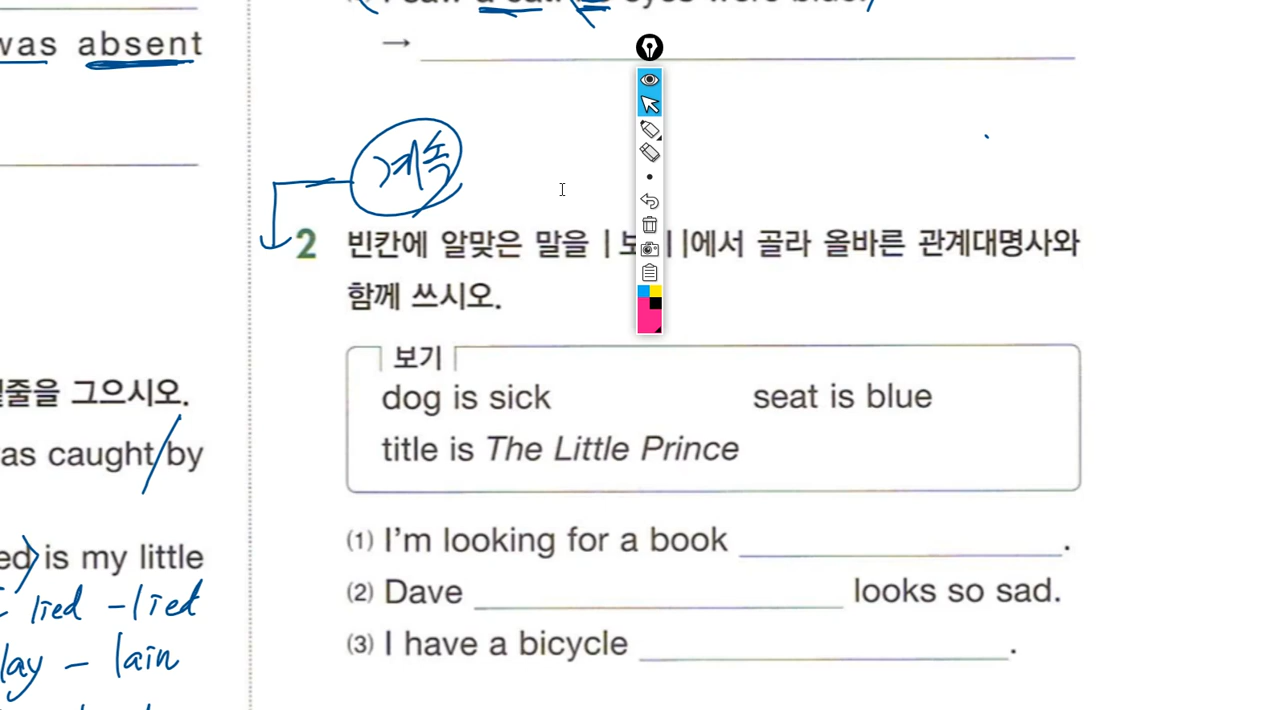 was absent
→
계속
2 빈칸에 알맞은 말을 | 보기 |에서 골라 올바른 관계대명사와
함께 쓰시오.
보기
dog is sick seat is blue
title is The Little Prince
(1) I'm looking for a book .
(2) Dave looks so sad.
(3) I have a bicycle .
밑줄을 그으시오.
as caught by
ed is my little
lied - lied
lay - lain